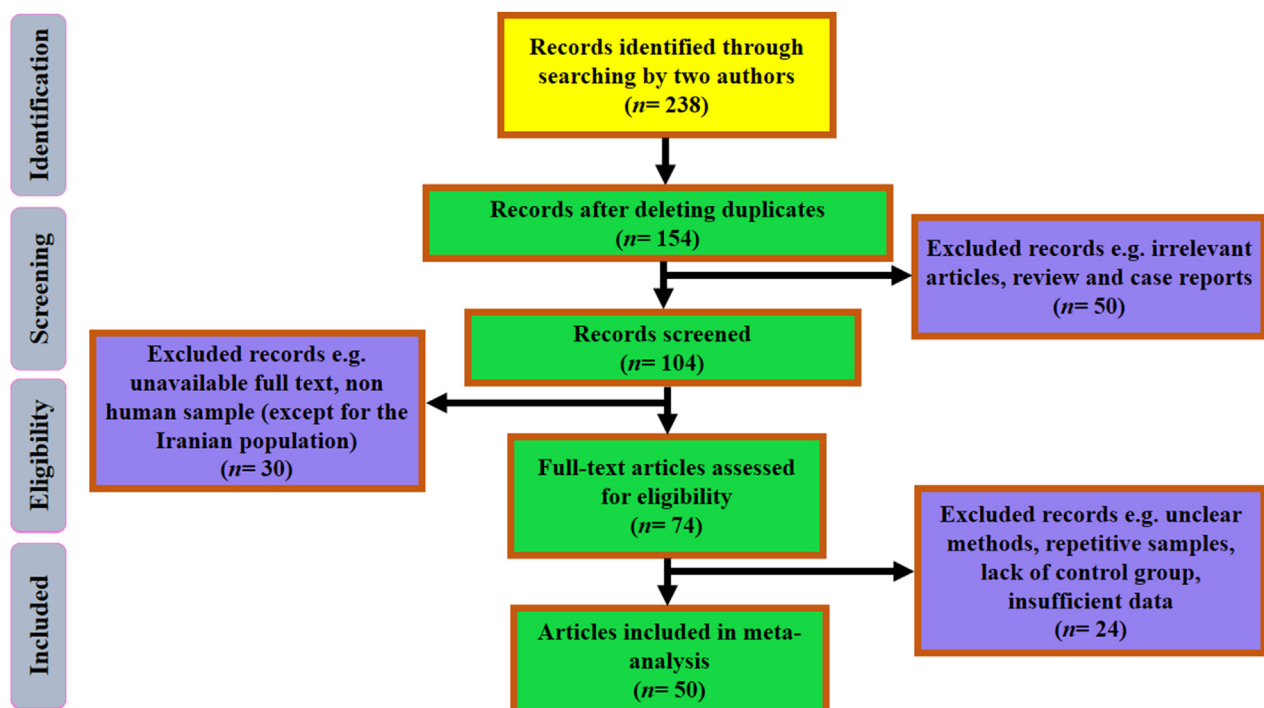 Identification
Records identified through
searching by two authors
(n= 238)
Records after deleting duplicates
(n= 154)
Screening
Excluded records e.g. irrelevant
articles, review and case reports
(n= 50)
Records screened
(n= 104)
Excluded records e.g.
unavailable full text, non
human sample (except for the
Iranian population)
(n= 30)
Eligibility
Full-text articles assessed
for eligibility
(n= 74)
Excluded records e.g. unclear
methods, repetitive samples,
lack of control group,
insufficient data
(n= 24)
Included
Articles included in meta-
analysis
(n= 50)